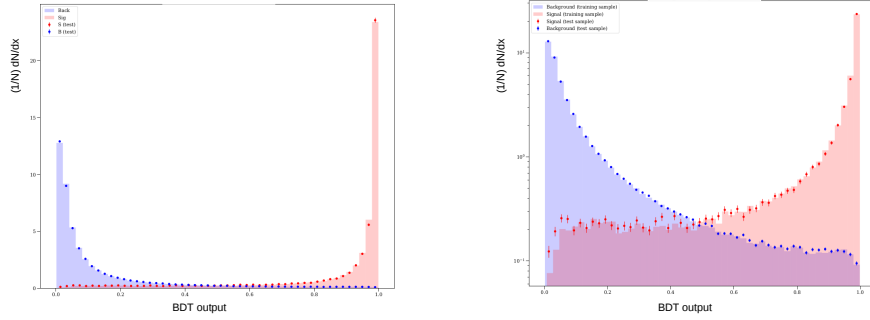 Back
Sig
S (test)
B (test)
(1/N) dN/dx
20
15
10
5
0
0.0 0.2 0.4 0.6 0.8 1.0
BDT output
Background (training sample)
Signal (training sample)
Signal (test sample)
Background (test sample)
(1/N) dN/dx
10¹
10⁰
10⁻¹
0.0 0.2 0.4 0.6 0.8 1.0
BDT output